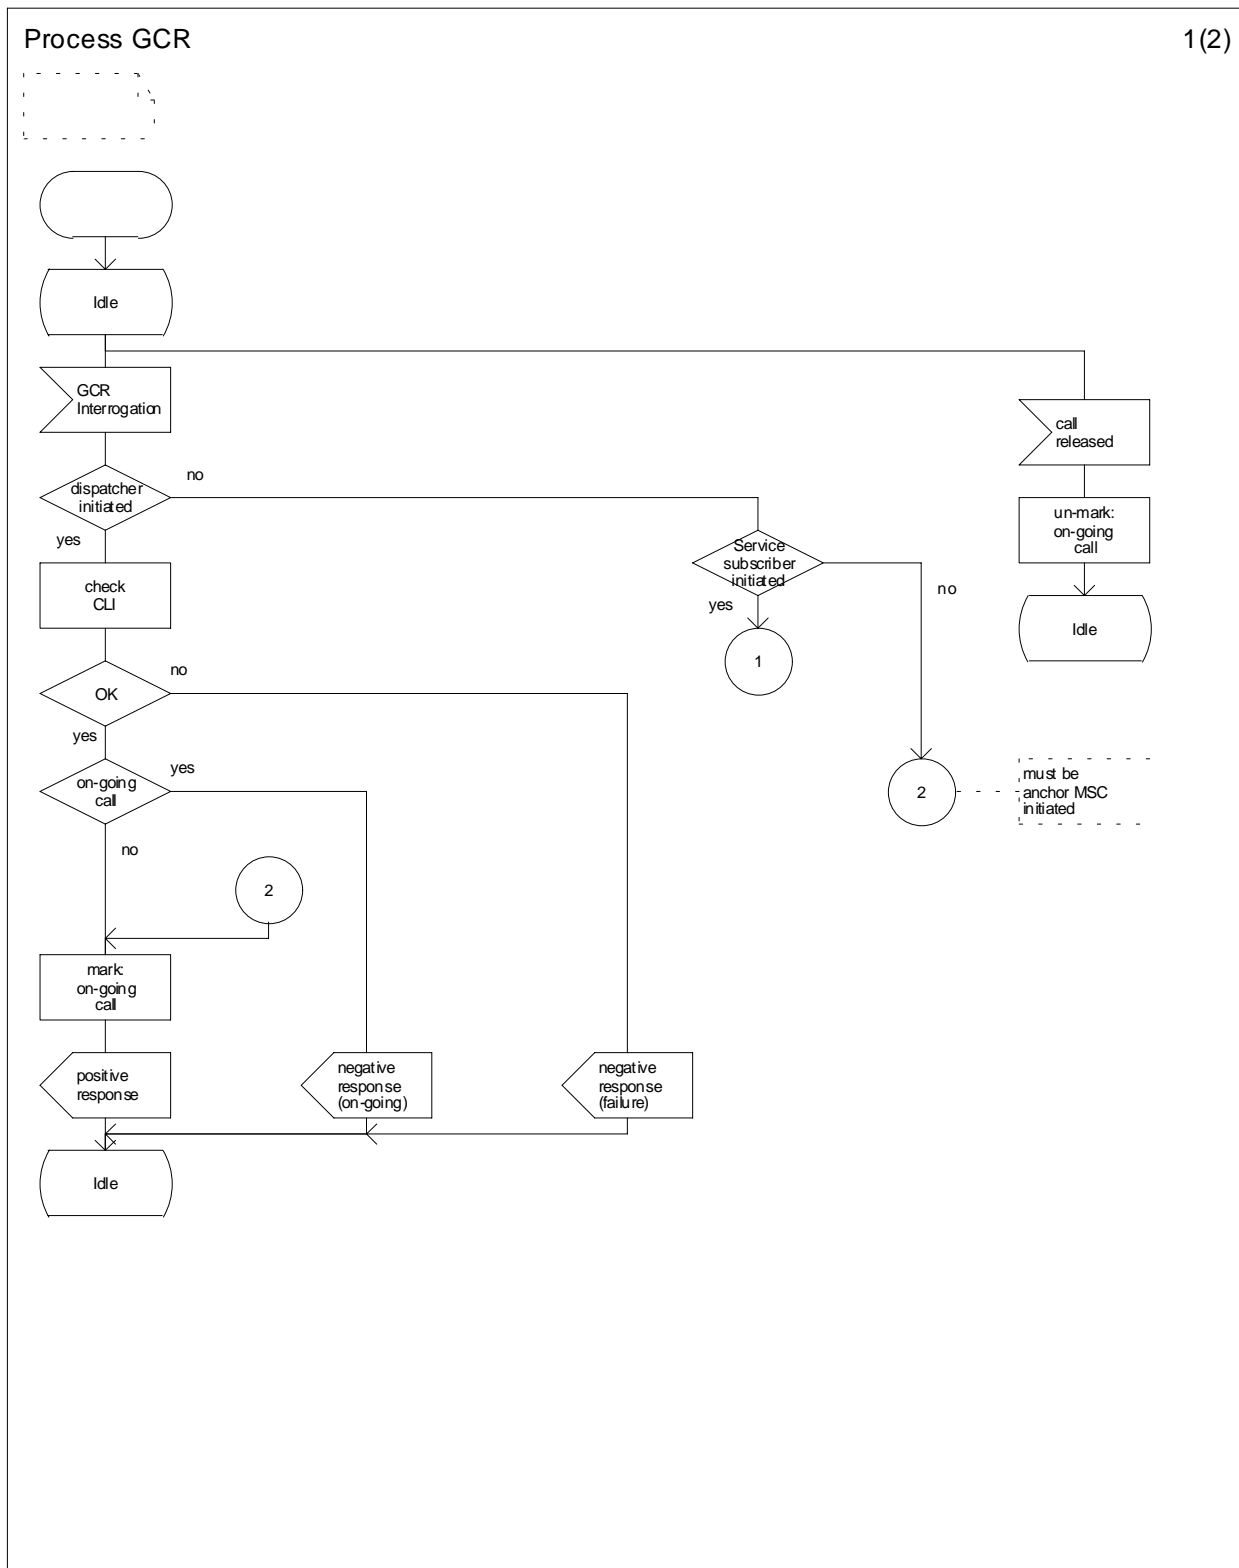 Process GCR
1(2)
Idle
GCR
Interrogation
call
released
no
dispatcher
initiated
un-mark:
on-going
call
yes
Service
subscriber
initiated
check
CLI
no
yes
Idle
1
no
OK
yes
yes
on-going
call
2
must be
anchor MSC
initiated
no
2
mark:
on-going
call
positive
response
negative
response
(on-going)
negative
response
(failure)
Idle